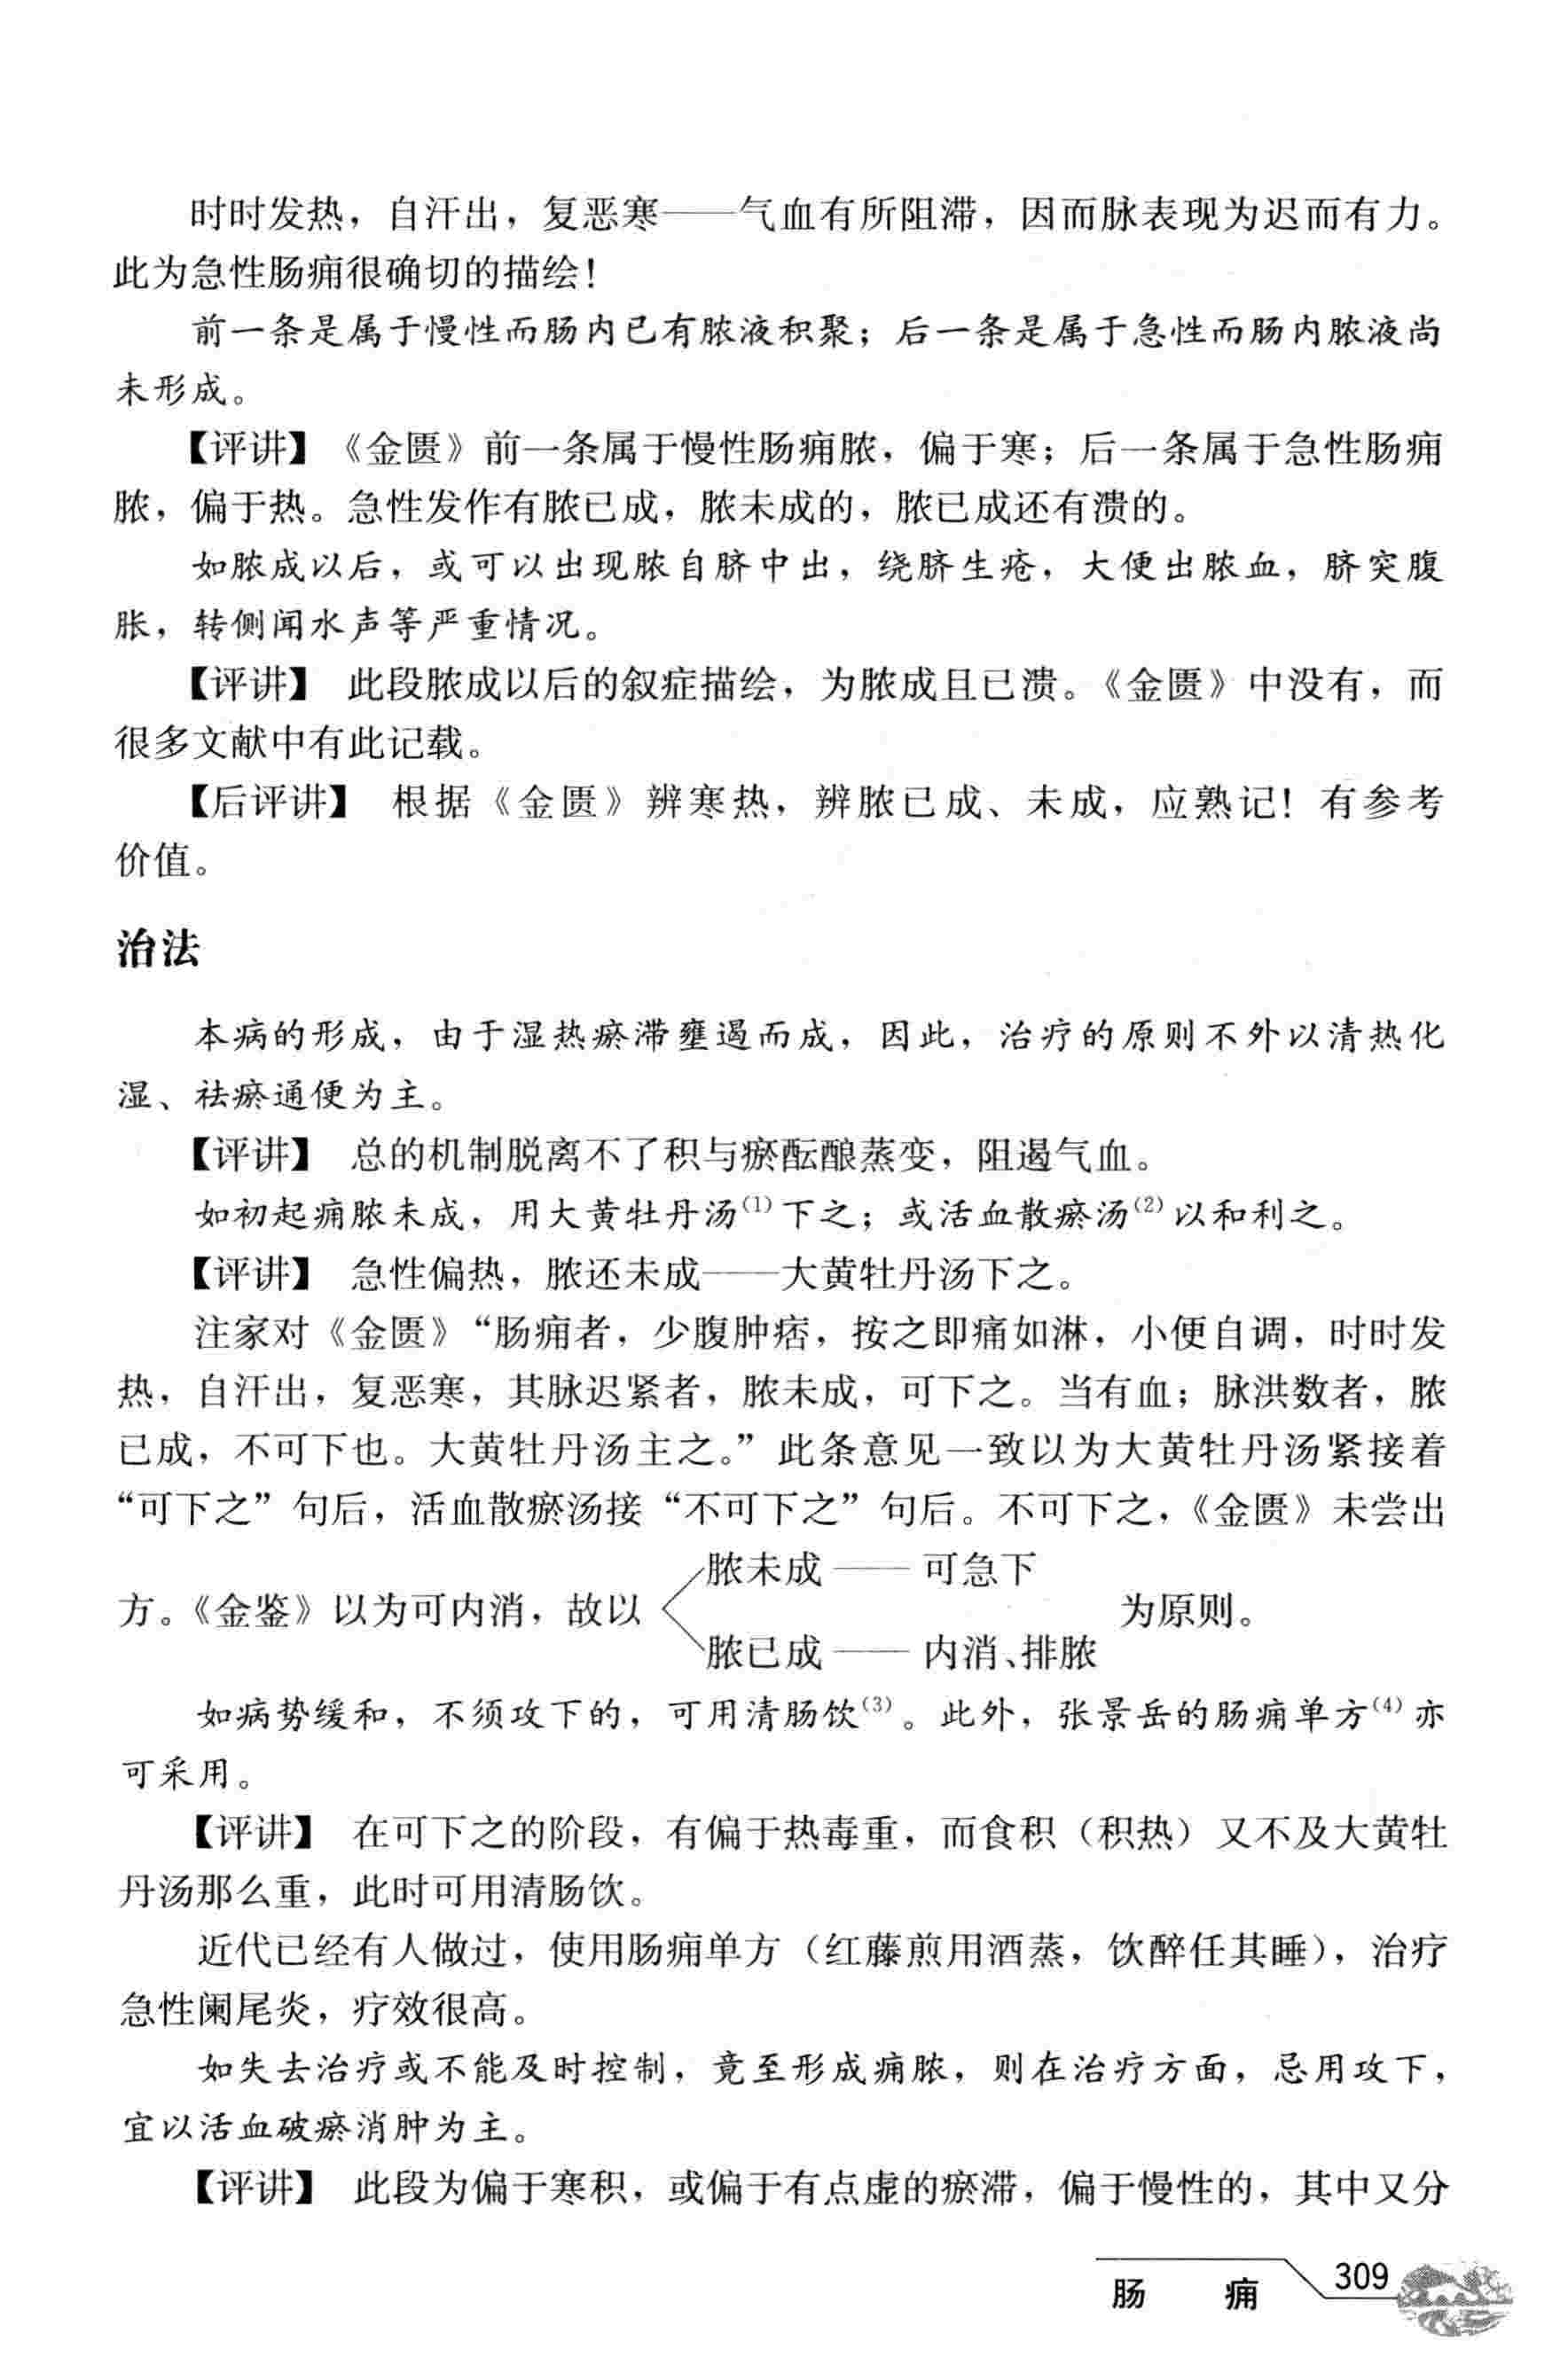 时时发热，自汗出，复恶寒——气血有所阻滞，因而脉表现为迟而有力。
此为急性肠痈很确切的描绘！
前一条是属于慢性而肠内已有脓液积聚；后一条是属于急性而肠内脓液尚
未形成。
【评讲】《金匮》前一条属于慢性肠痈脓，偏于寒；后一条属于急性肠痈
脓，偏于热。急性发作有脓已成，脓未成的，脓已成还有溃的。
如脓成以后，或可以出现脓自脐中出，绕脐生疮，大便出脓血，脐突腹
胀，转侧闻水声等严重情况。
【评讲】 此段脓成以后的叙症描绘，为脓成且已溃。《金匮》中没有，而
很多文献中有此记载。
【后评讲】 根据《金匮》辨寒热，辨脓已成、未成，应熟记！有参考
价值。
治法
本病的形成，由于湿热瘀滞壅遏而成，因此，治疗的原则不外以清热化
湿、祛瘀通便为主。
【评讲】 总的机制脱离不了积与瘀酝酿蒸变，阻遏气血。
如初起痈脓未成，用大黄牡丹汤⁽¹⁾下之；或活血散瘀汤⁽²⁾以和利之。
【评讲】 急性偏热，脓还未成——大黄牡丹汤下之。
注家对《金匮》“肠痈者，少腹肿痞，按之即痛如淋，小便自调，时时发
热，自汗出，复恶寒，其脉迟紧者，脓未成，可下之。当有血；脉洪数者，脓
已成，不可下也。大黄牡丹汤主之。”此条意见一致以为大黄牡丹汤紧接着
“可下之”句后，活血散瘀汤接“不可下之”句后。不可下之，《金匮》未尝出
脓未成——可急下
方。《金鉴》以为可内消，故以 为原则。
脓已成——内消、排脓
如病势缓和，不须攻下的，可用清肠饮⁽³⁾。此外，张景岳的肠痈单方⁽⁴⁾亦
可采用。
【评讲】 在可下之的阶段，有偏于热毒重，而食积（积热）又不及大黄牡
丹汤那么重，此时可用清肠饮。
近代已经有人做过，使用肠痈单方（红藤煎用酒蒸，饮醉任其睡），治疗
急性阑尾炎，疗效很高。
如失去治疗或不能及时控制，竟至形成痈脓，则在治疗方面，忌用攻下，
宜以活血破瘀消肿为主。
【评讲】 此段为偏于寒积，或偏于有点虚的瘀滞，偏于慢性的，其中又分
肠 痈 309